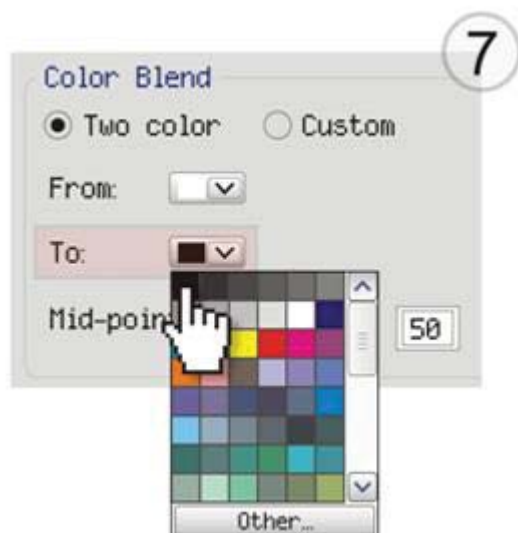 7
Color Blend
Two color Custom
From:
To:
Mid-poin
50
Other...